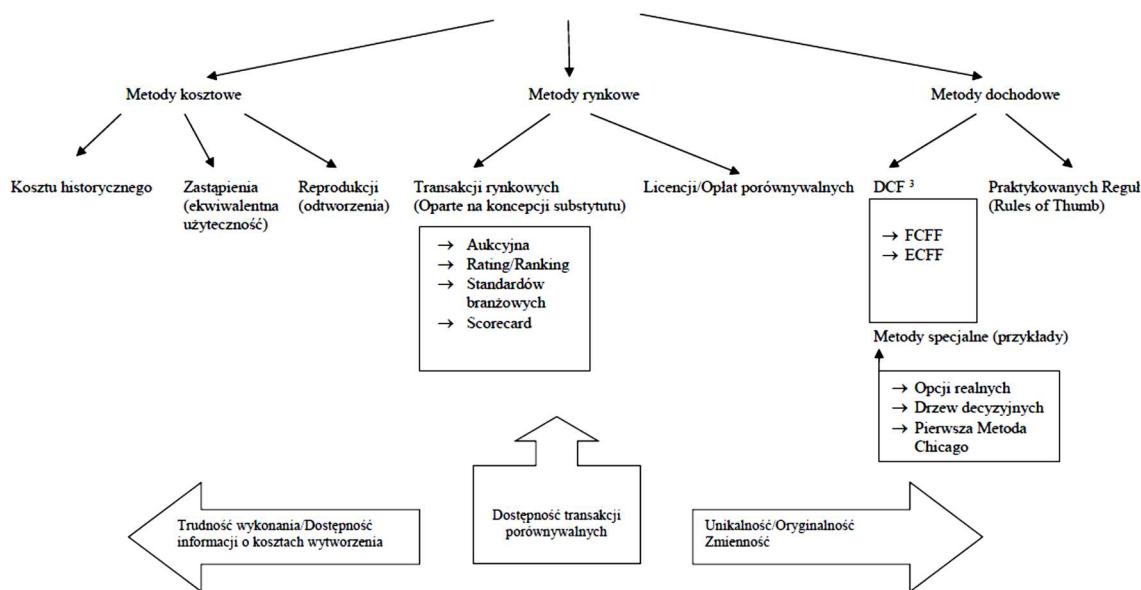 Metody kosztowe
Metody rynkowe
Metody dochodowe
Kosztu historycznego
Zastąpienia
(ekwiwalentna
użyteczność)
Reprodukcji
(odtworzenia)
Transakcji rynkowych
(Oparte na koncepcji substytutu)
Licencji/Opłat porównywalnych
DCF ³
Praktykowanych Reguł
(Rules of Thumb)
→ Aukcyjna
→ Rating/Ranking
→ Standardów
branżowych
→ Scorecard
→ FCFF
→ ECFF
Metody specjalne (przykłady)
→ Opcji realnych
→ Drzew decyzyjnych
→ Pierwsza Metoda
Chicago
Trudność wykonania/Dostępność
informacji o kosztach wytworzenia
Dostępność transakcji
porównywalnych
Unikalność/Oryginalność
Zmienność